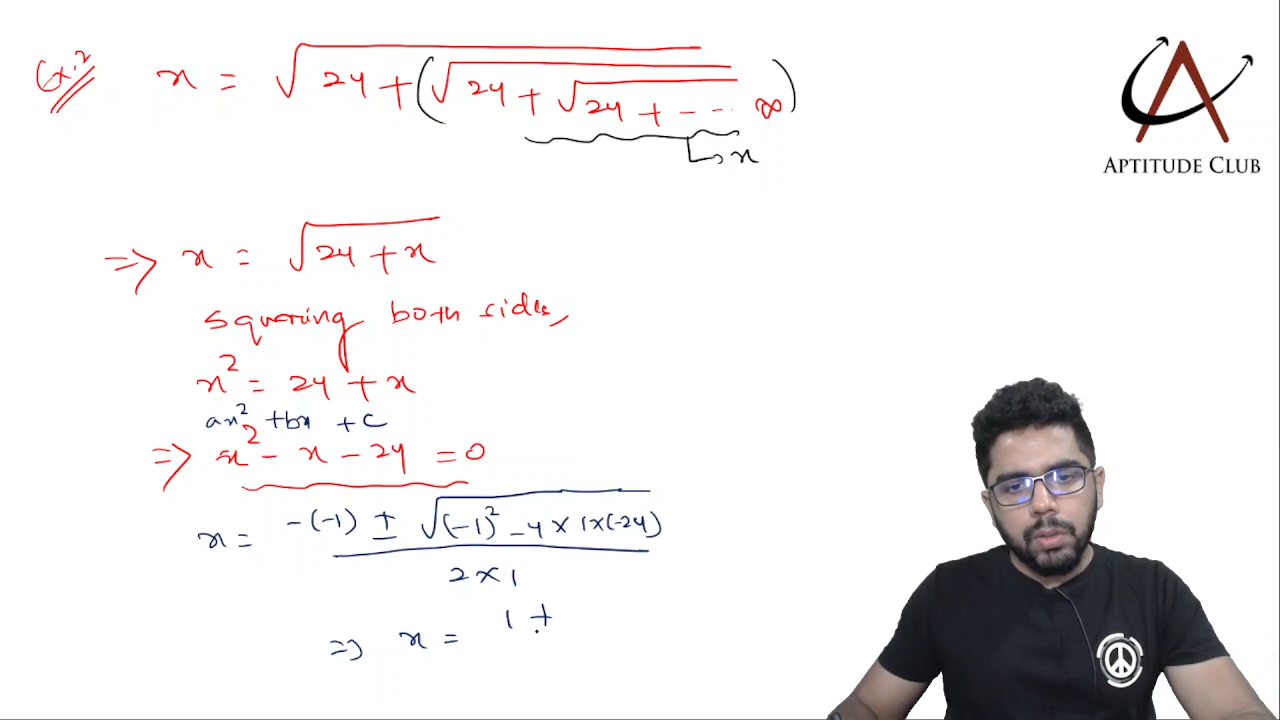 Ex:2 x = √24 + (√24 + √24 + - - - ∞)
↳ x
APTITUDE CLUB
⇒ x = √24 + x
squaring both sides,
x² = 24 + x
ax² + bx + c
⇒ x² - x - 24 = 0
x = -(-1) ± √(-1)² - 4 × 1 × (-24)
2 × 1
⇒ x = 1 +